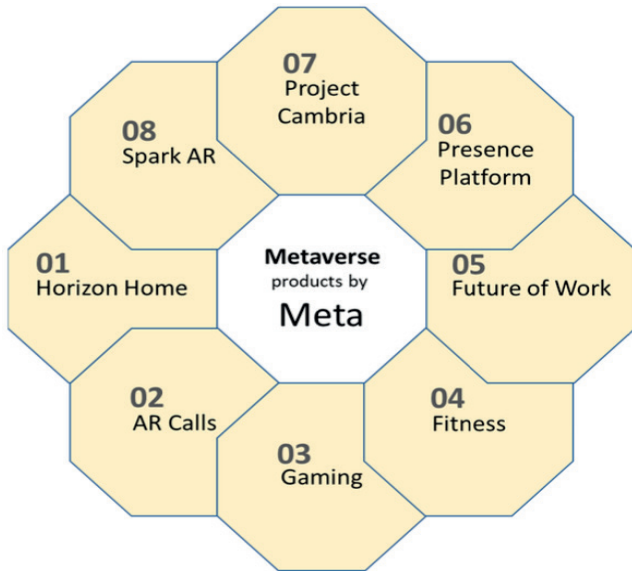 07
Project
Cambria
08
Spark AR
06
Presence
Platform
01
Horizon Home
Metaverse
products by
Meta
05
Future of Work
02
AR Calls
03
Gaming
04
Fitness